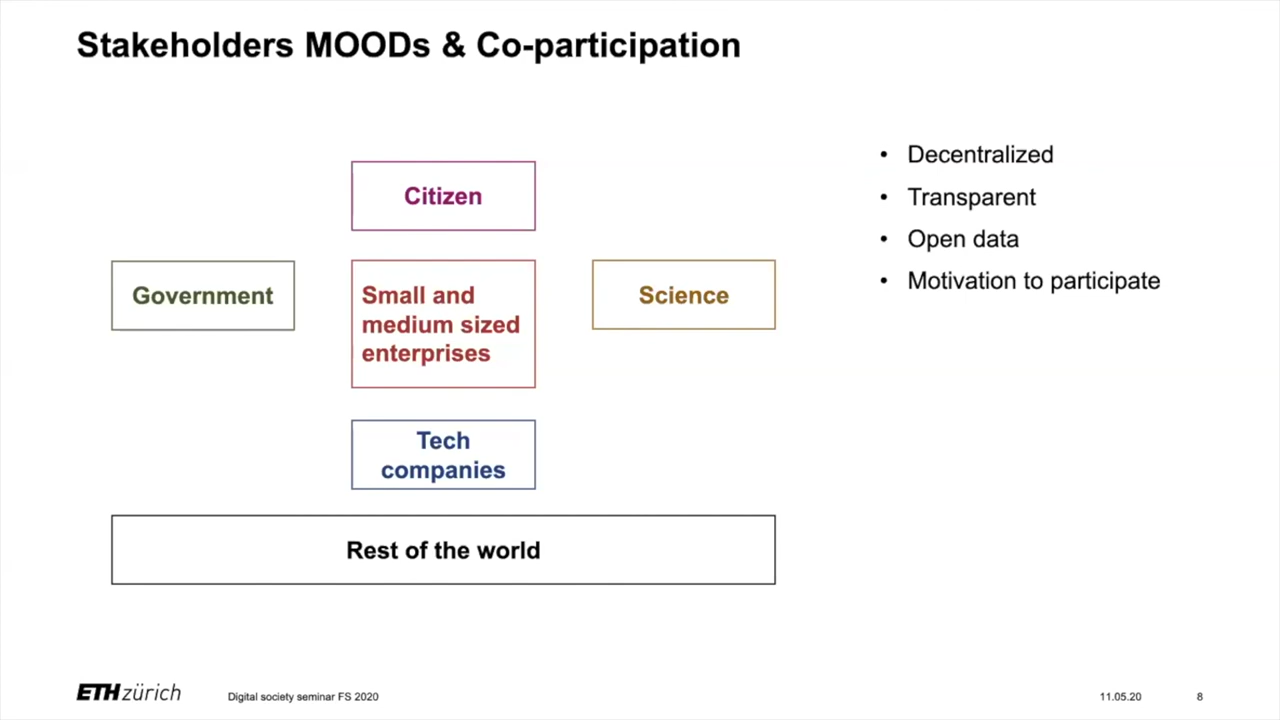 Stakeholders MOODs & Co-participation
Citizen
Government
Small and
medium sized
enterprises
Science
Tech
companies
Rest of the world
• Decentralized
• Transparent
• Open data
• Motivation to participate
ETH zürich
Digital society seminar FS 2020
11.05.20
8